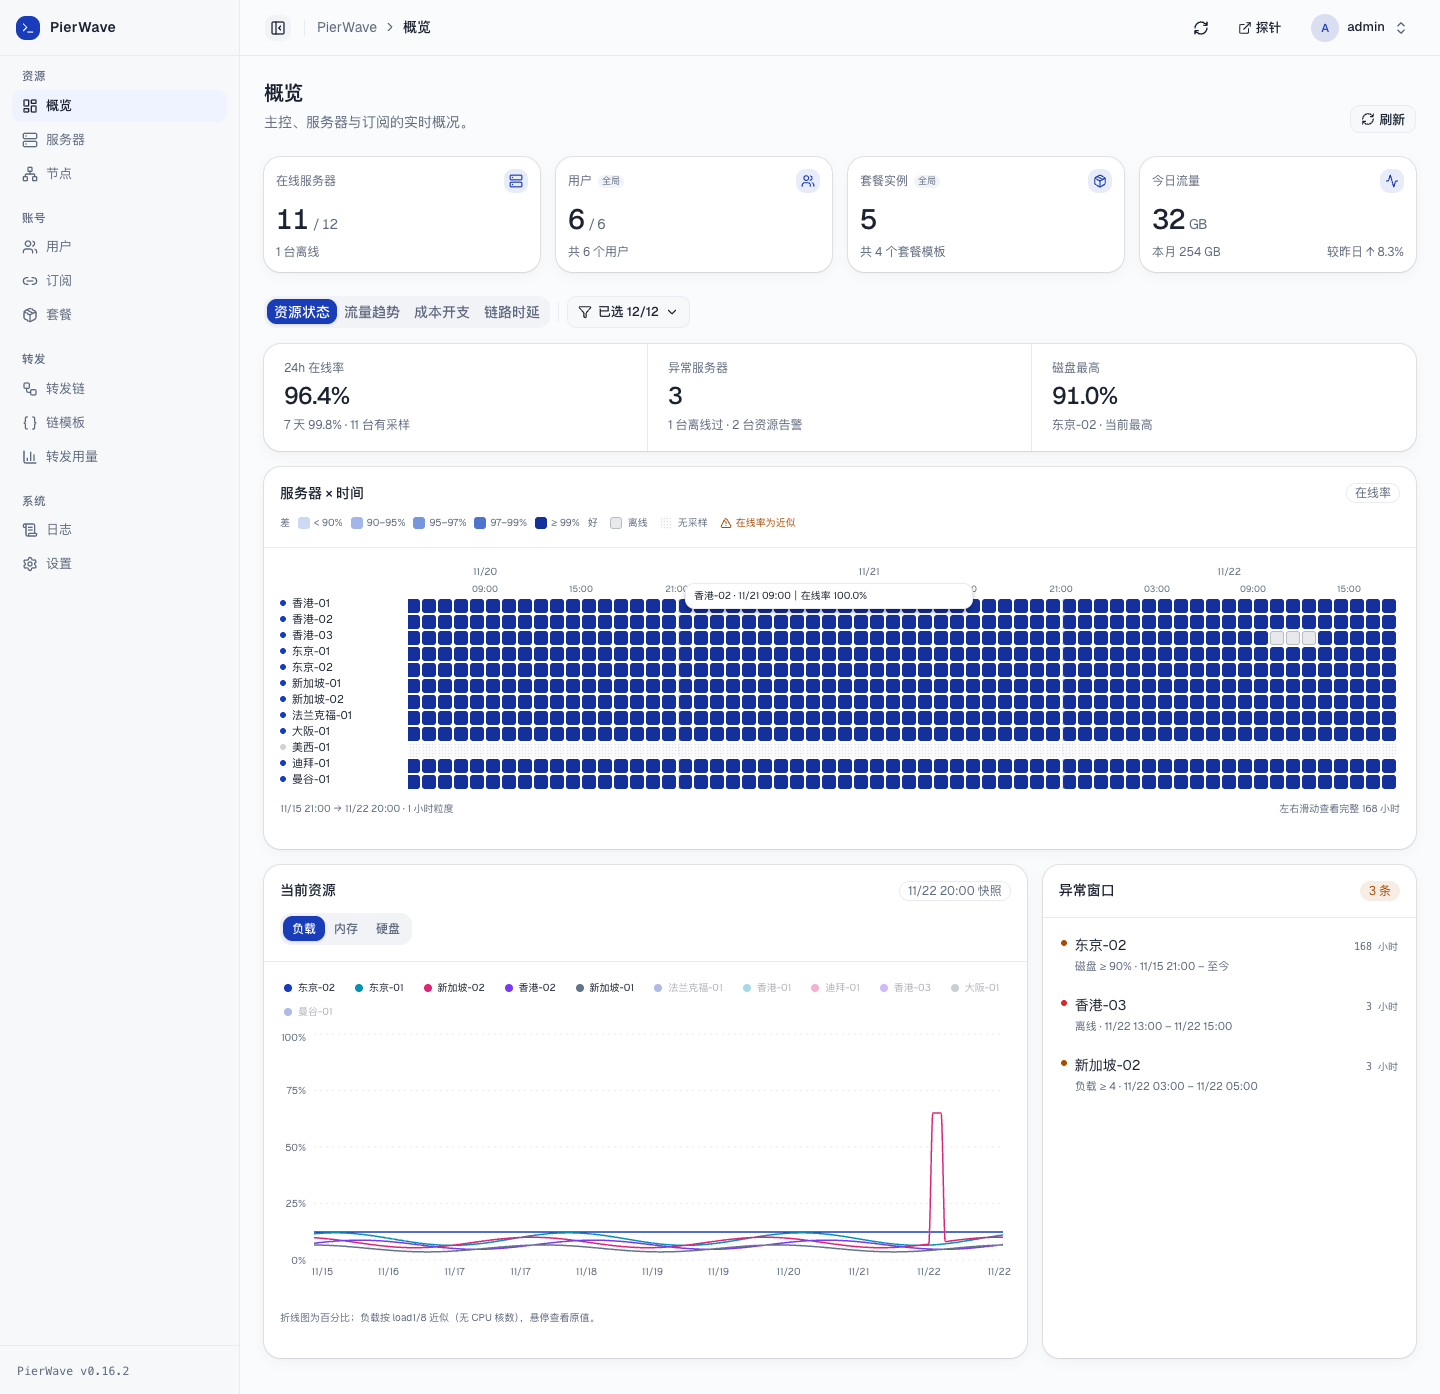 PierWave
PierWave > 概览
探针
A admin
资源
概览
服务器
节点
账号
用户
订阅
套餐
转发
转发链
链模板
转发用量
系统
日志
设置
PierWave v0.16.2
概览
主控、服务器与订阅的实时概况。
刷新
在线服务器
11 / 12
1 台离线
用户 全局
6 / 6
共 6 个用户
套餐实例 全局
5
共 4 个套餐模板
今日流量
32 GB
本月 254 GB 较昨日 ↑ 8.3%
资源状态 流量趋势 成本开支 链路时延 已选 12/12
24h 在线率
96.4%
7 天 99.8% · 11 台有采样
异常服务器
3
1 台离线过 · 2 台资源告警
磁盘最高
91.0%
东京-02 · 当前最高
服务器 × 时间 在线率
差 < 90% 90–95% 95–97% 97–99% ≥ 99% 好 离线 无采样 在线率为近似
11/20 11/21 11/22
09:00 15:00 21:00 21:00 03:00 09:00 15:00
香港-02 · 11/21 09:00 | 在线率 100.0%
香港-01
香港-02
香港-03
东京-01
东京-02
新加坡-01
新加坡-02
法兰克福-01
大阪-01
美西-01
迪拜-01
曼谷-01
11/15 21:00 → 11/22 20:00 · 1 小时粒度 左右滑动查看完整 168 小时
当前资源 11/22 20:00 快照
负载 内存 硬盘
东京-02 东京-01 新加坡-02 香港-02 新加坡-01 法兰克福-01 香港-01 迪拜-01 香港-03 大阪-01
曼谷-01
100%
75%
50%
25%
0%
11/15 11/16 11/17 11/17 11/18 11/19 11/19 11/20 11/21 11/22 11/22
折线图为百分比；负载按 load1/8 近似（无 CPU 核数），悬停查看原值。
异常窗口 3 条
东京-02 168 小时
磁盘 ≥ 90% · 11/15 21:00 – 至今
香港-03 3 小时
离线 · 11/22 13:00 – 11/22 15:00
新加坡-02 3 小时
负载 ≥ 4 · 11/22 03:00 – 11/22 05:00